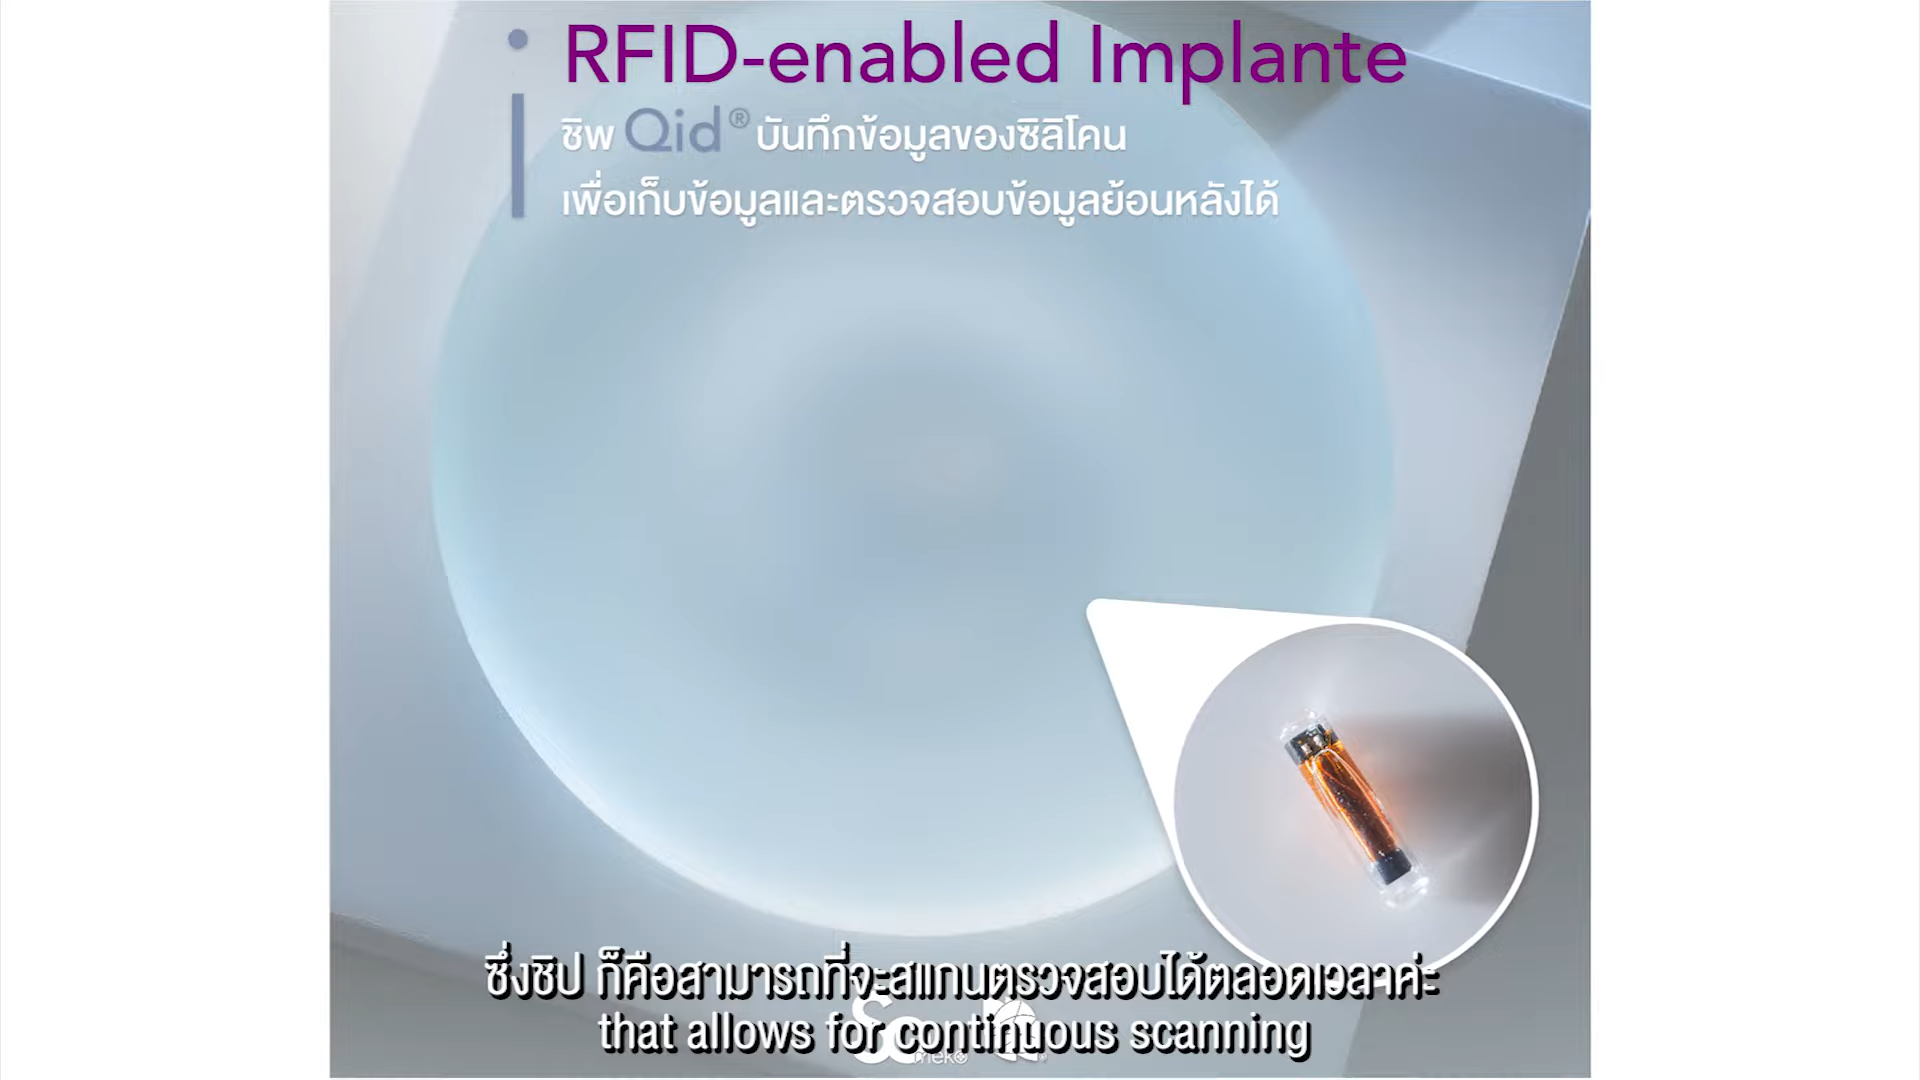 RFID-enabled Implante
ชิพ Qid® บันทึกข้อมูลของซิลิโคน
เพื่อเก็บข้อมูลและตรวจสอบข้อมูลย้อนหลังได้
ซึ่งชิป ก็คือสามารถที่จะสแกนตรวจสอบได้ตลอดเวลาค่ะ
that allows for continuous scanning